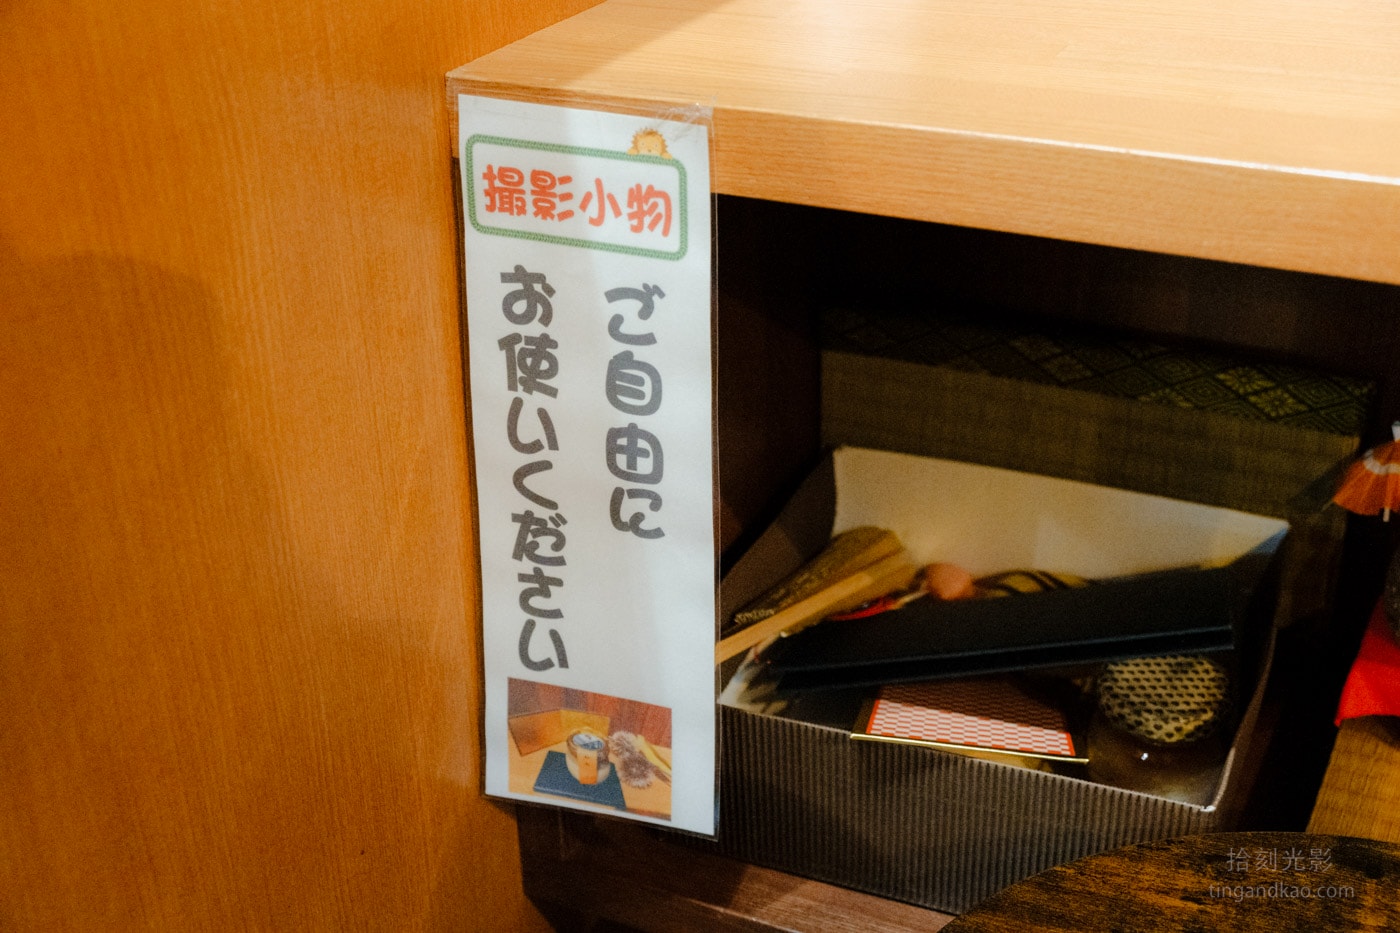 撮影小物
ご自由に
お使いください
拾刻光影
tingandkao.com